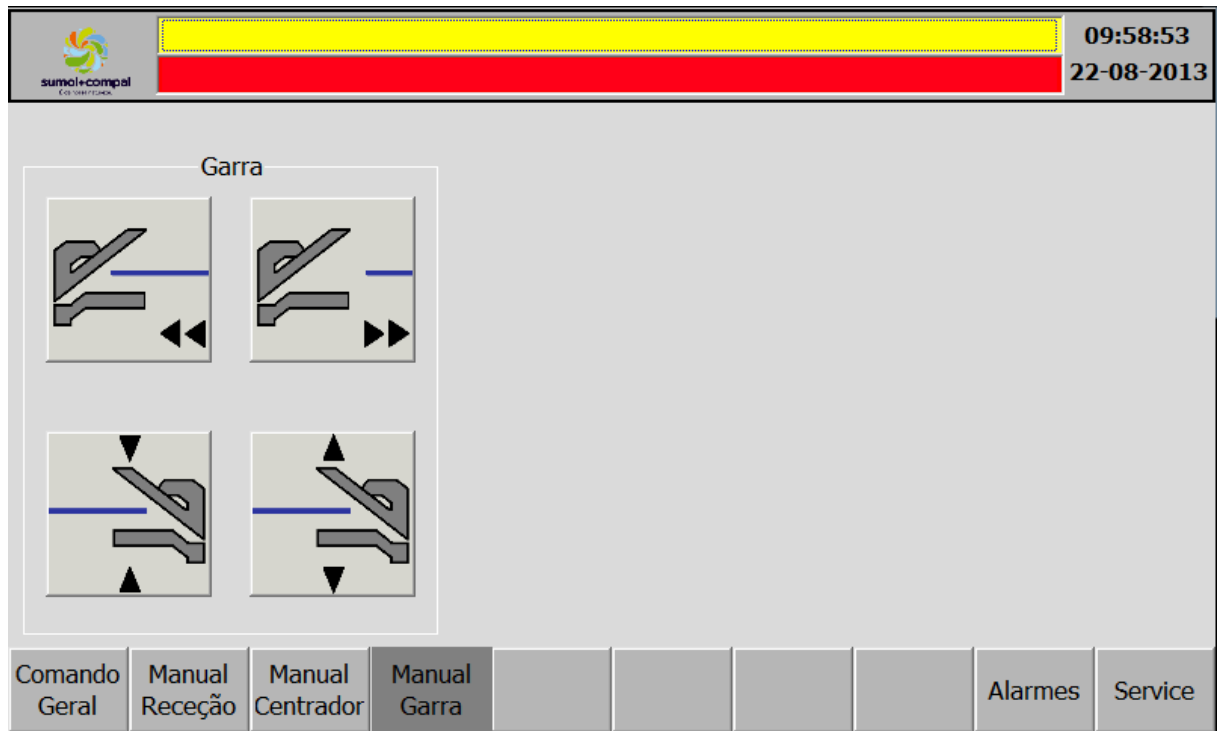 sumol+compal
09:58:53
22-08-2013
Garra
Comando
Geral
Manual
Receção
Manual
Centrador
Manual
Garra
Alarmes
Service